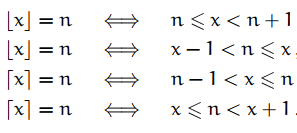 ⌊x⌋ = n ⟺ n ⩽ x < n + 1
⌊x⌋ = n ⟺ x − 1 < n ⩽ x,
⌈x⌉ = n ⟺ n − 1 < x ⩽ n
⌈x⌉ = n ⟺ x ⩽ n < x + 1.